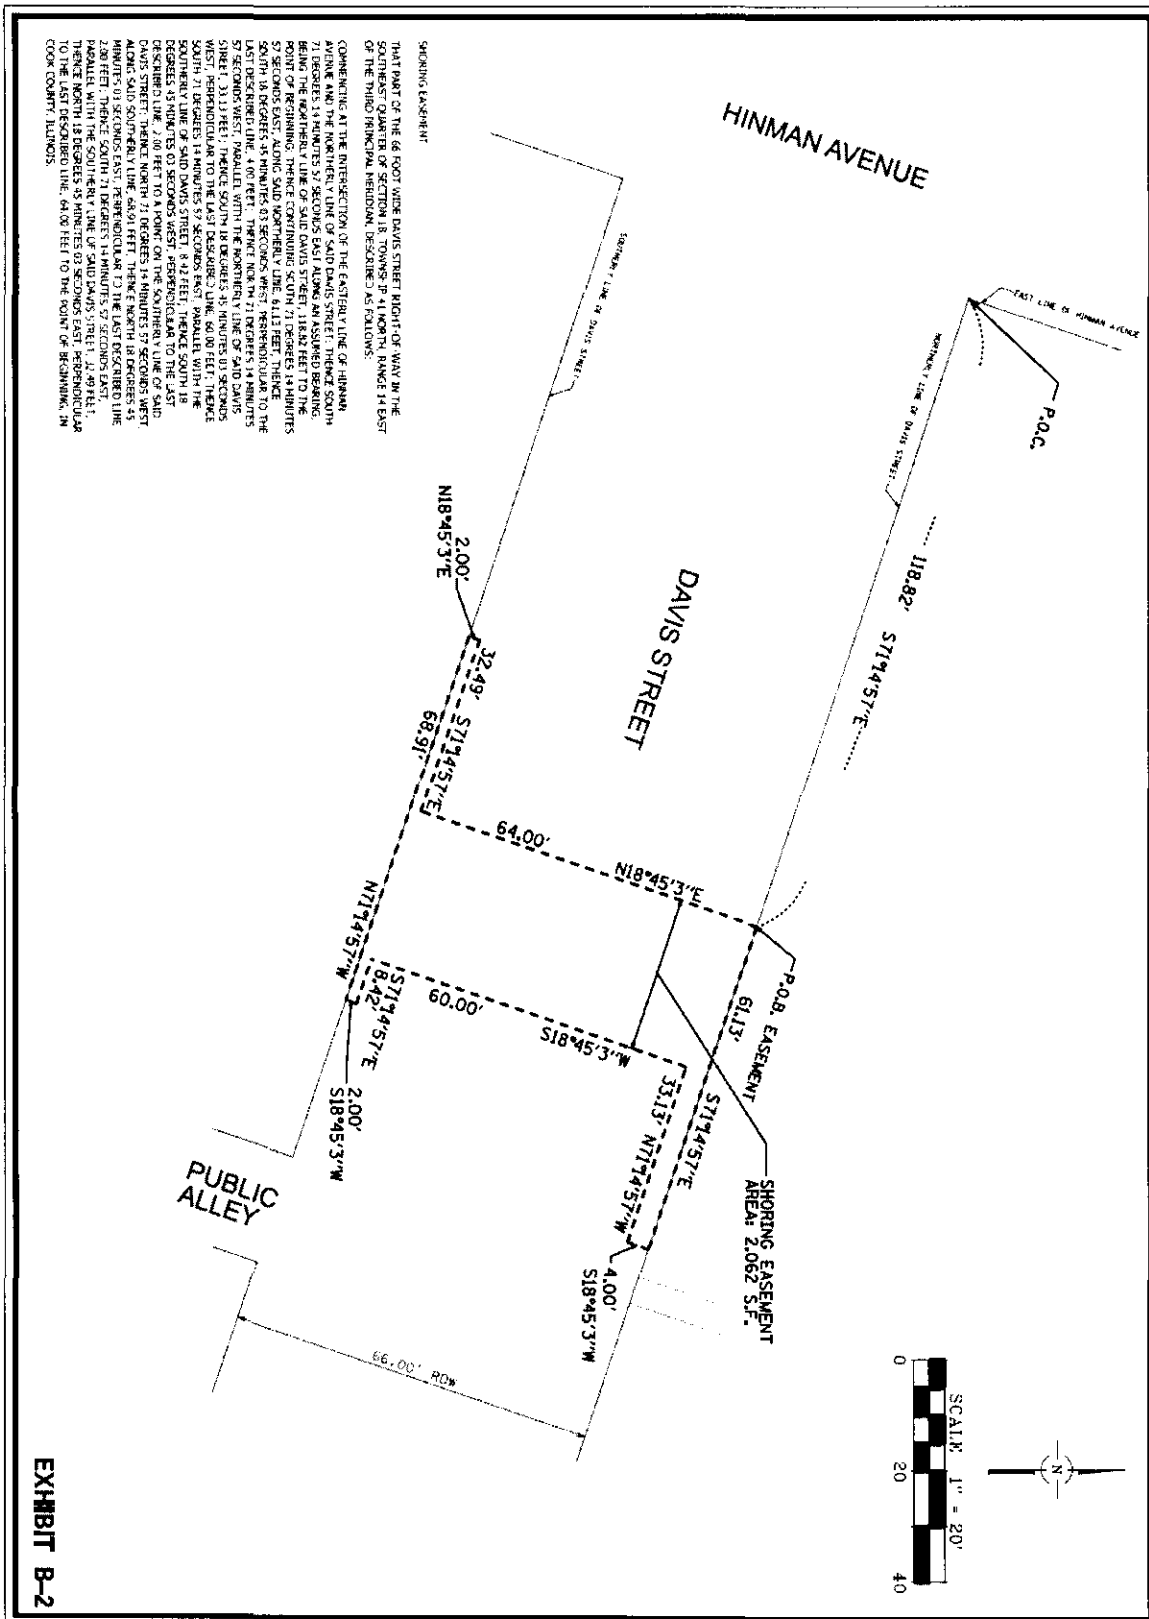 SHORING EASEMENT
THAT PART OF THE 66 FOOT WIDE DAVIS STREET RIGHT-OF-WAY IN THE
SOUTHEAST QUARTER OF SECTION 18, TOWNSHIP 41 NORTH, RANGE 14 EAST
OF THE THIRD PRINCIPAL MERIDIAN, DESCRIBED AS FOLLOWS:
COMMENCING AT THE INTERSECTION OF THE EASTERLY LINE OF HINMAN
AVENUE AND THE NORTHERLY LINE OF SAID DAVIS STREET; THENCE SOUTH
71 DEGREES 14 MINUTES 57 SECONDS EAST ALONG AN ASSUMED BEARING,
BEING THE NORTHERLY LINE OF SAID DAVIS STREET, 118.82 FEET TO THE
POINT OF BEGINNING; THENCE CONTINUING SOUTH 71 DEGREES 14 MINUTES
57 SECONDS EAST, ALONG SAID NORTHERLY LINE, 61.13 FEET, THENCE
SOUTH 18 DEGREES 45 MINUTES 03 SECONDS WEST, PERPENDICULAR TO THE
LAST DESCRIBED LINE, 4.00 FEET; THENCE NORTH 71 DEGREES 14 MINUTES
57 SECONDS WEST, PARALLEL WITH THE NORTHERLY LINE OF SAID DAVIS
STREET, 33.13 FEET; THENCE SOUTH 18 DEGREES 45 MINUTES 03 SECONDS
WEST, PERPENDICULAR TO THE LAST DESCRIBED LINE, 60.00 FEET; THENCE
SOUTH 71 DEGREES 14 MINUTES 57 SECONDS EAST, PARALLEL WITH THE
SOUTHERLY LINE OF SAID DAVIS STREET, 8.42 FEET; THENCE SOUTH 18
DEGREES 45 MINUTES 03 SECONDS WEST, PERPENDICULAR TO THE LAST
DESCRIBED LINE, 2.00 FEET TO A POINT ON THE SOUTHERLY LINE OF SAID
DAVIS STREET; THENCE NORTH 71 DEGREES 14 MINUTES 57 SECONDS WEST
ALONG SAID SOUTHERLY LINE, 68.91 FEET, THENCE NORTH 18 DEGREES 45
MINUTES 03 SECONDS EAST, PERPENDICULAR TO THE LAST DESCRIBED LINE
2.00 FEET; THENCE SOUTH 71 DEGREES 14 MINUTES 57 SECONDS EAST,
PARALLEL WITH THE SOUTHERLY LINE OF SAID DAVIS STREET, 32.49 FEET,
THENCE NORTH 18 DEGREES 45 MINUTES 03 SECONDS EAST, PERPENDICULAR
TO THE LAST DESCRIBED LINE, 64.00 FEET TO THE POINT OF BEGINNING, IN
COOK COUNTY, ILLINOIS.
HINMAN AVENUE
EAST LINE OF HINMAN AVENUE
P.O.C.
SOUTHERLY LINE OF DAVIS STREET
NORTHERLY LINE OF DAVIS STREET
118.82' S71°14'57"E
DAVIS STREET
2.00'
N18°45'3"E
32.49' S71°14'57"E
68.91'
N71°14'57"W
64.00'
N18°45'3"E
P.O.B. EASEMENT
61.13'
S71°14'57"E
60.00'
S18°45'3"W
S71°14'57"E
8.42'
2.00'
S18°45'3"W
33.13' N71°14'57"W
4.00'
S18°45'3"W
SHORING EASEMENT
AREA: 2,062 S.F.
PUBLIC
ALLEY
66.00' ROW
N
SCALE 1" = 20'
0
20
40
EXHIBIT B-2